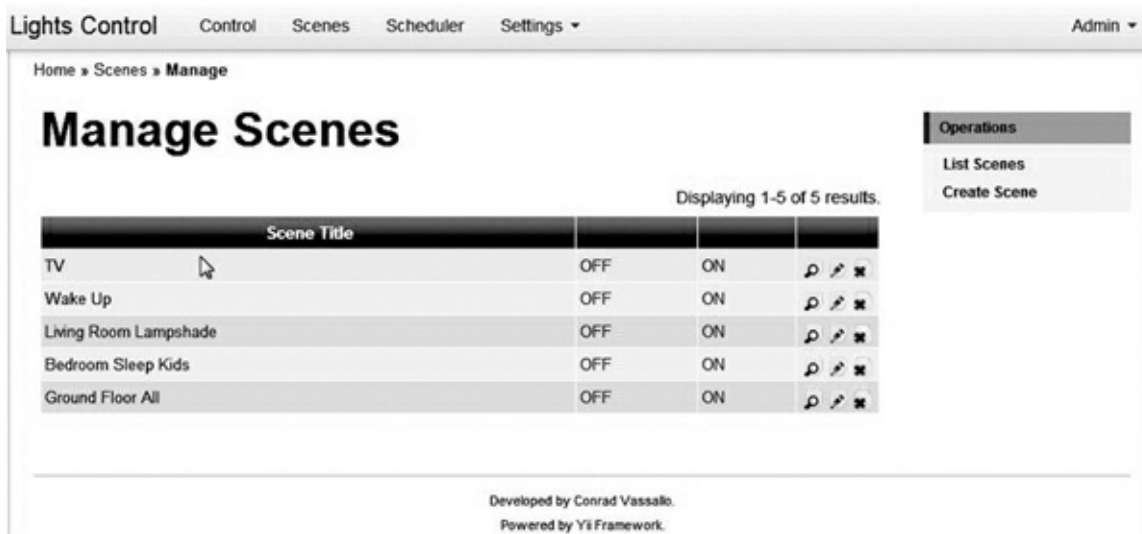 Lights Control Control Scenes Scheduler Settings Admin
Home » Scenes » Manage
Manage Scenes
Operations
List Scenes
Create Scene
Displaying 1-5 of 5 results.
Scene Title
TV OFF ON
Wake Up OFF ON
Living Room Lampshade OFF ON
Bedroom Sleep Kids OFF ON
Ground Floor All OFF ON
Developed by Conrad Vassallo.
Powered by Yii Framework.